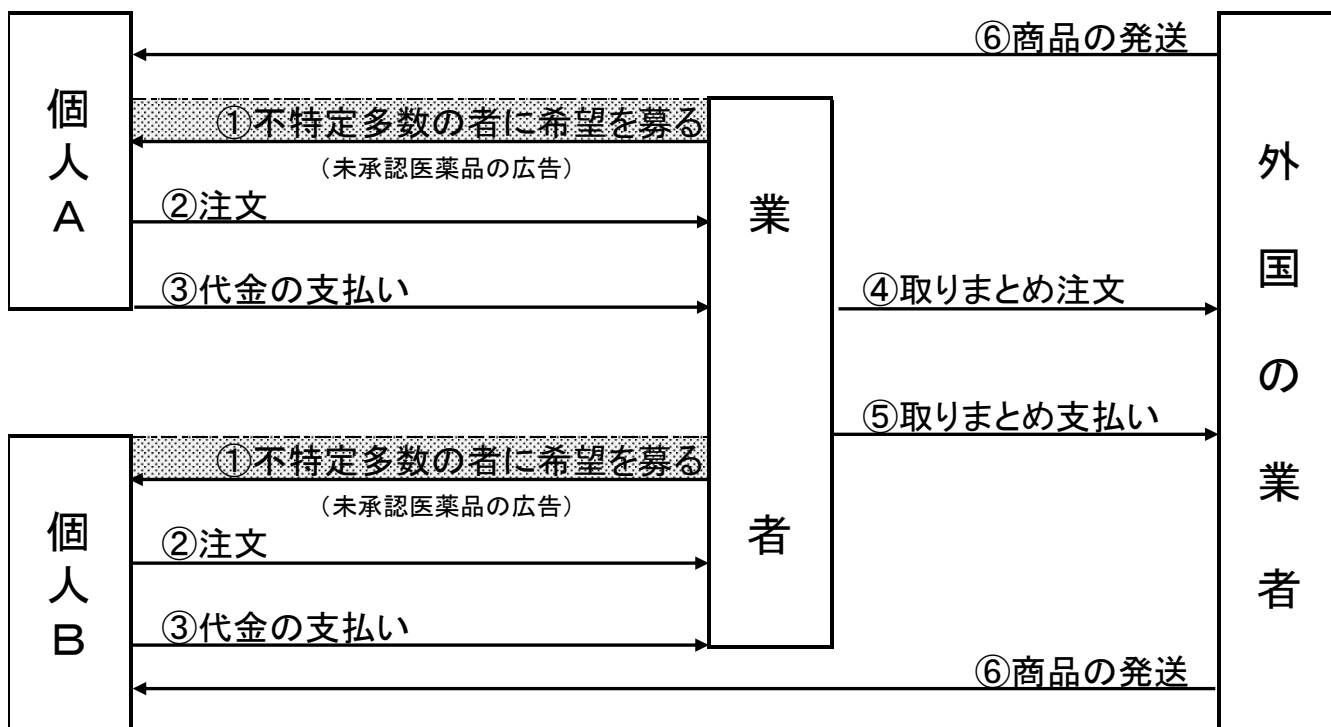 ⑥商品の発送
個人A
①不特定多数の者に希望を募る
（未承認医薬品の広告）
②注文
③代金の支払い
業者
④取りまとめ注文
⑤取りまとめ支払い
外国の業者
個人B
①不特定多数の者に希望を募る
（未承認医薬品の広告）
②注文
③代金の支払い
⑥商品の発送